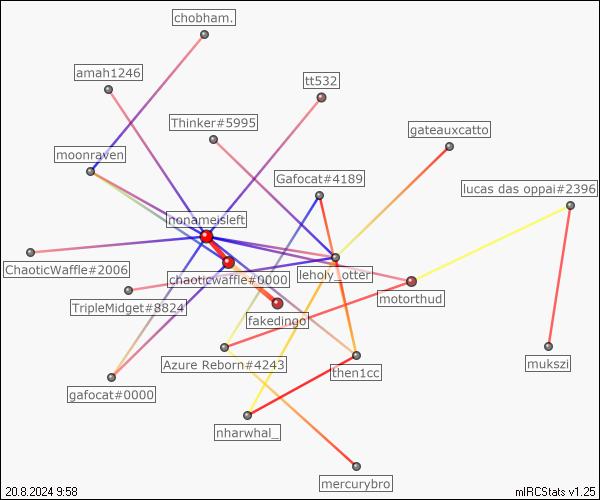 chobham.
amah1246
tt532
Thinker#5995
gateauxcatto
moonraven
Gafocat#4189
lucas das oppai#2396
nonameisleft
ChaoticWaffle#2006
chaoticwaffle#0000
leholy_otter
TripleMidget#8824
motorthud
fakedingo
Azure Reborn#4243
then1cc
mukszi
gafocat#0000
nharwhal_
mercurybro
20.8.2024 9:58
mIRCStats v1.25